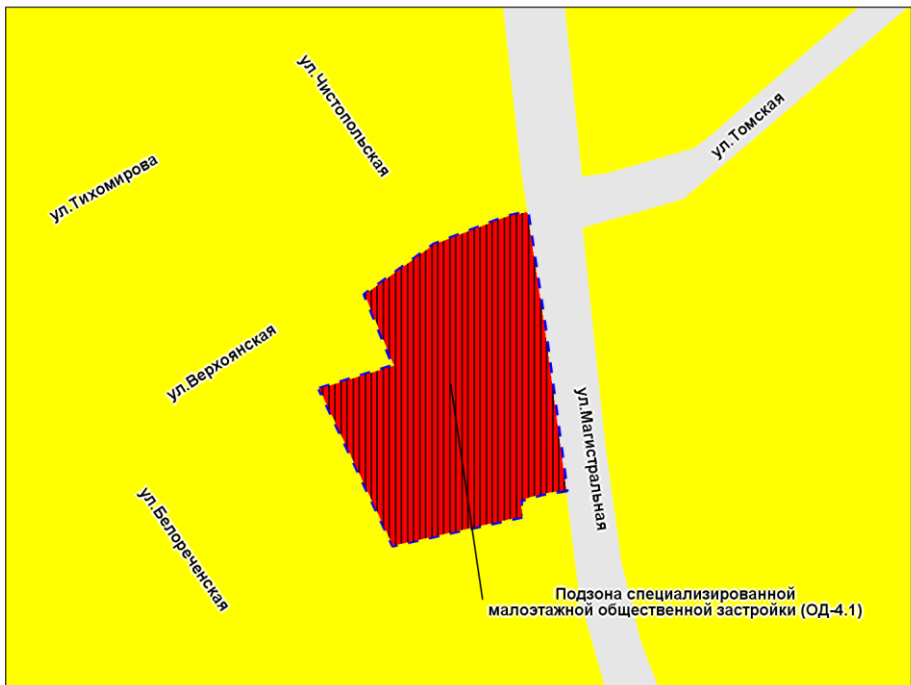 ул.Чистопольская
ул.Томская
ул.Тихомирова
ул.Верхоянская
ул.Магистральная
ул.Белореченская
Подзона специализированной
малоэтажной общественной застройки (ОД-4.1)